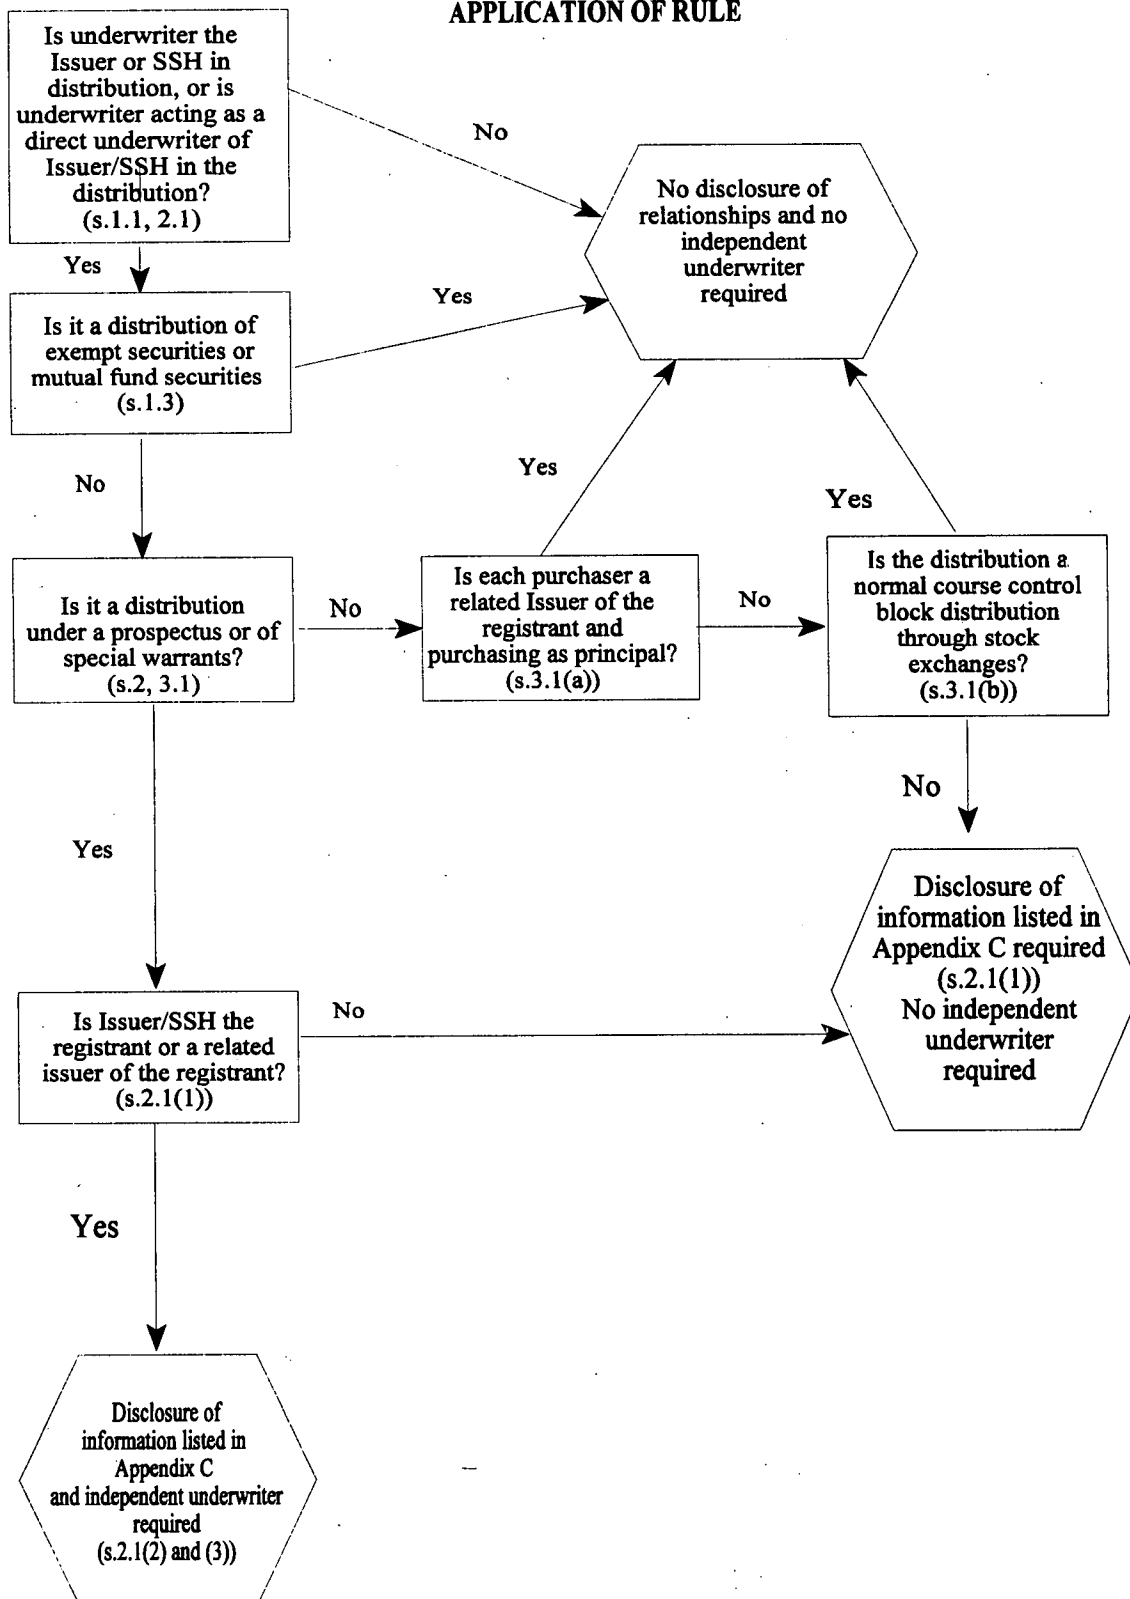 APPLICATION OF RULE
Is underwriter the
Issuer or SSH in
distribution, or is
underwriter acting as a
direct underwriter of
Issuer/SSH in the
distribution?
(s.1.1, 2.1)
No
No disclosure of
relationships and no
independent
underwriter
required
Yes
Is it a distribution of
exempt securities or
mutual fund securities
(s.1.3)
Yes
No
Yes
Yes
Is it a distribution
under a prospectus or of
special warrants?
(s.2, 3.1)
No
Is each purchaser a
related Issuer of the
registrant and
purchasing as principal?
(s.3.1(a))
No
Is the distribution a
normal course control
block distribution
through stock
exchanges?
(s.3.1(b))
No
Yes
Disclosure of
information listed in
Appendix C required
(s.2.1(1))
No independent
underwriter
required
Is Issuer/SSH the
registrant or a related
issuer of the registrant?
(s.2.1(1))
No
Yes
Disclosure of
information listed in
Appendix C
and independent underwriter
required
(s.2.1(2) and (3))